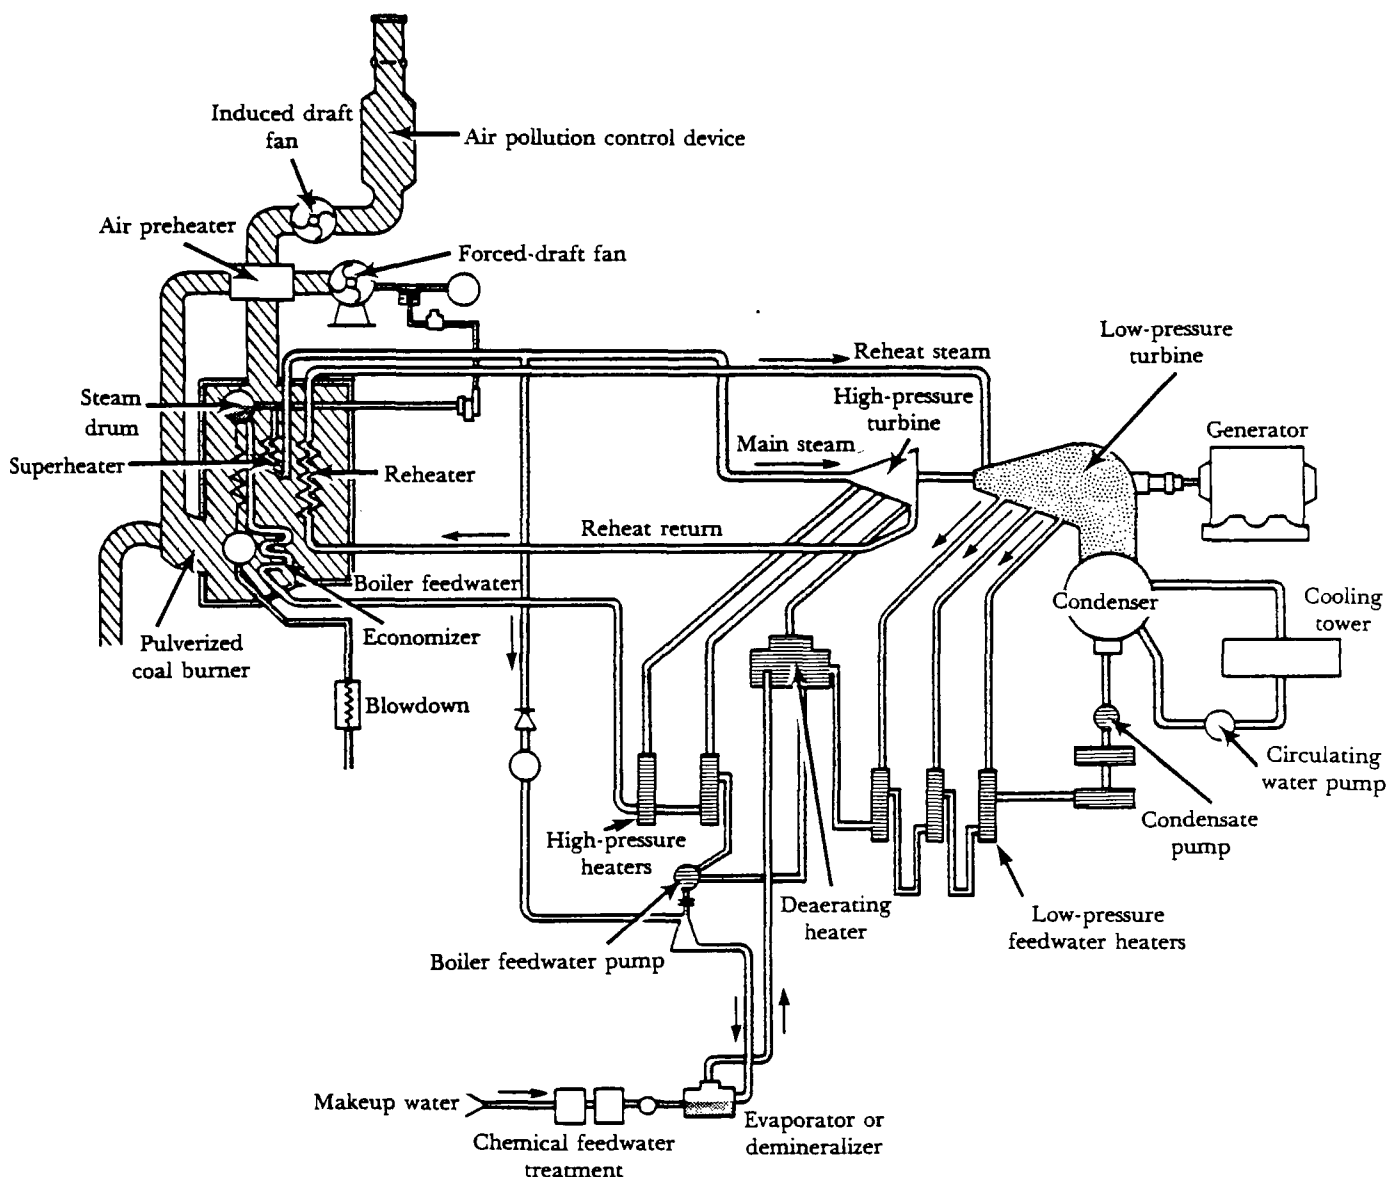 Induced draft
fan
Air pollution control device
Air preheater
Forced-draft fan
Low-pressure
turbine
Reheat steam
Steam
drum
High-pressure
turbine
Generator
Main steam
Superheater
Reheater
Reheat return
Boiler feedwater
Condenser
Cooling
tower
Economizer
Pulverized
coal burner
Blowdown
Circulating
water pump
Condensate
pump
High-pressure
heaters
Deaerating
heater
Low-pressure
feedwater heaters
Boiler feedwater pump
Makeup water
Evaporator or
demineralizer
Chemical feedwater
treatment